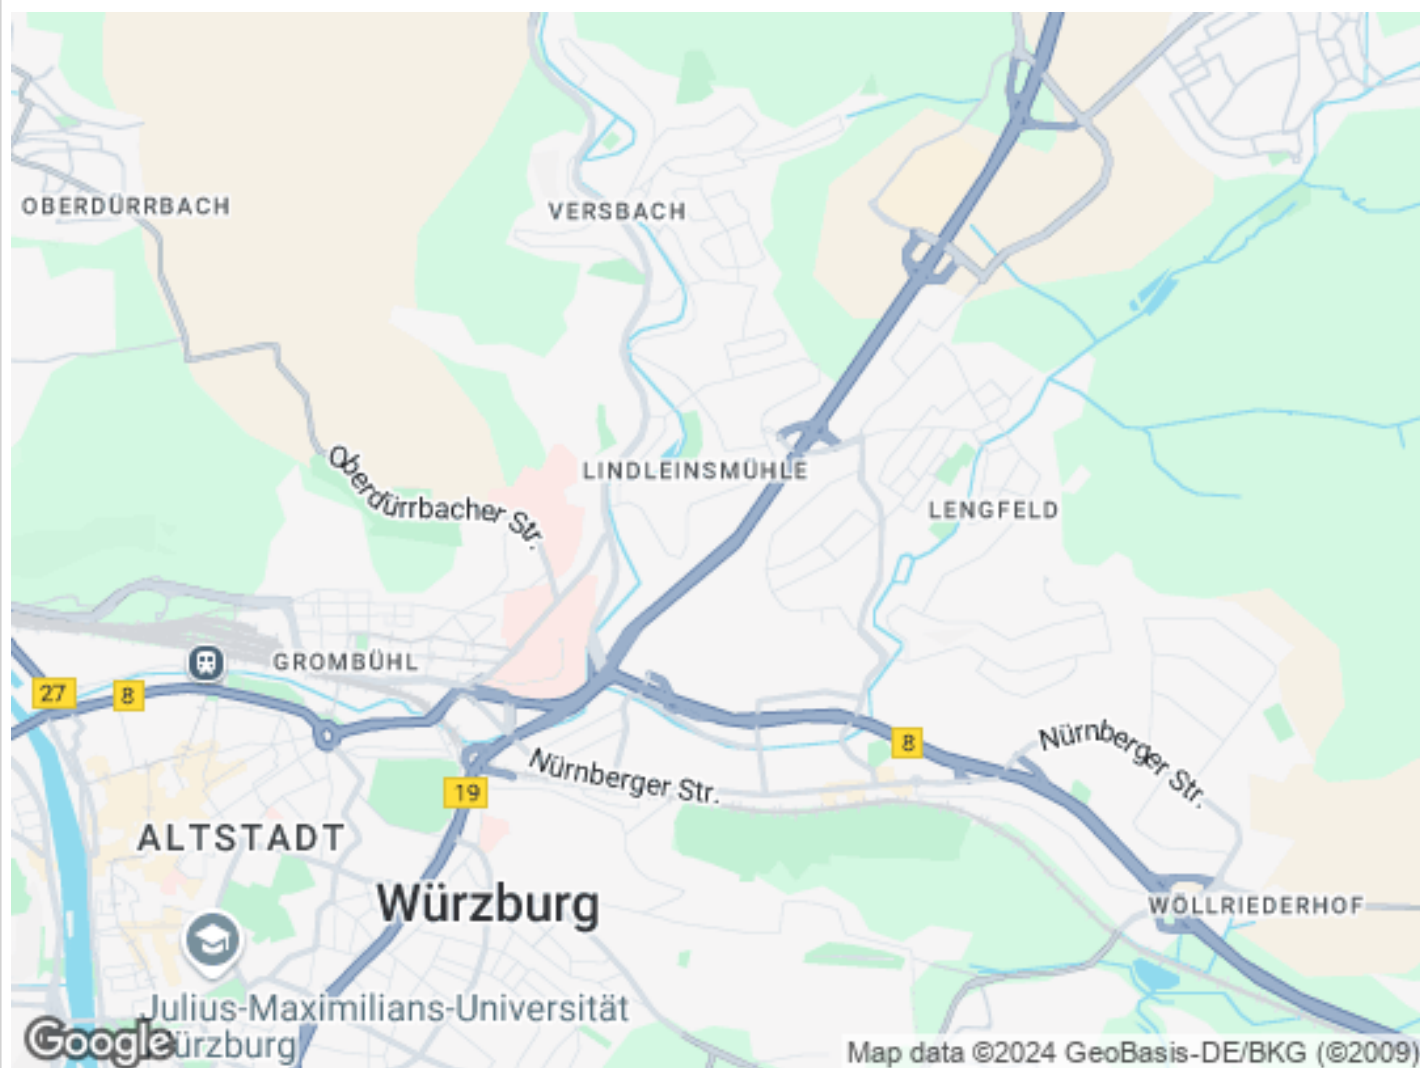 OBERDÜRRBACH
VERSBACH
Oberdürrbacher Str.
LINDLEINSMÜHLE
LENGFELD
GROMBÜHL
27
8
8
Nürnberger Str.
Nürnberger Str.
19
ALTSTADT
Würzburg
WÖLLRIEDERHOF
Julius-Maximilians-Universität
Würzburg
Google
Map data ©2024 GeoBasis-DE/BKG (©2009)